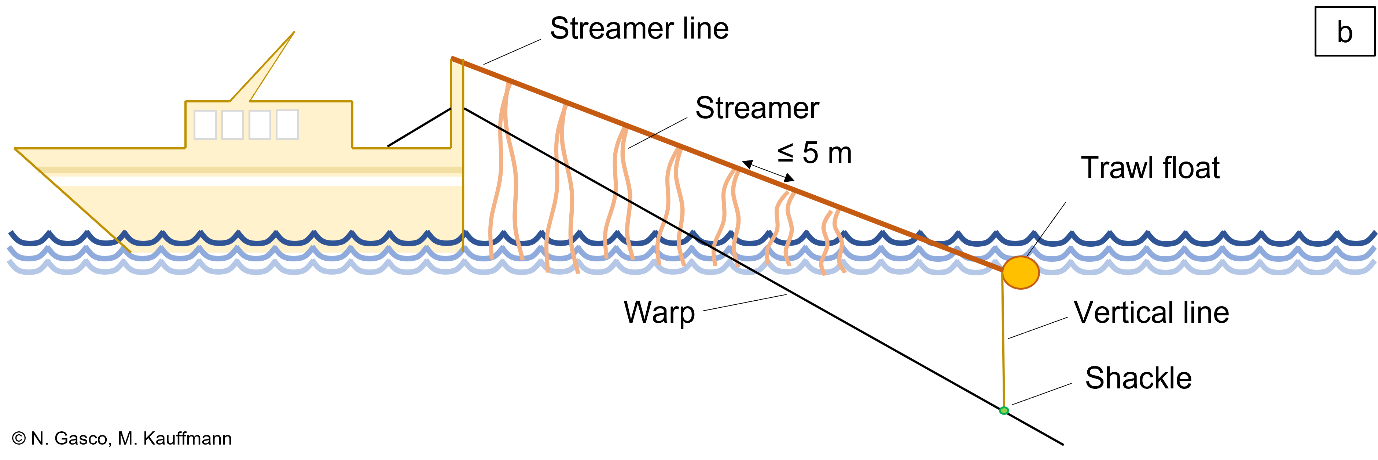 b
Streamer line
Streamer
≤ 5 m
Trawl float
Warp
Vertical line
Shackle
© N. Gasco, M. Kauffmann